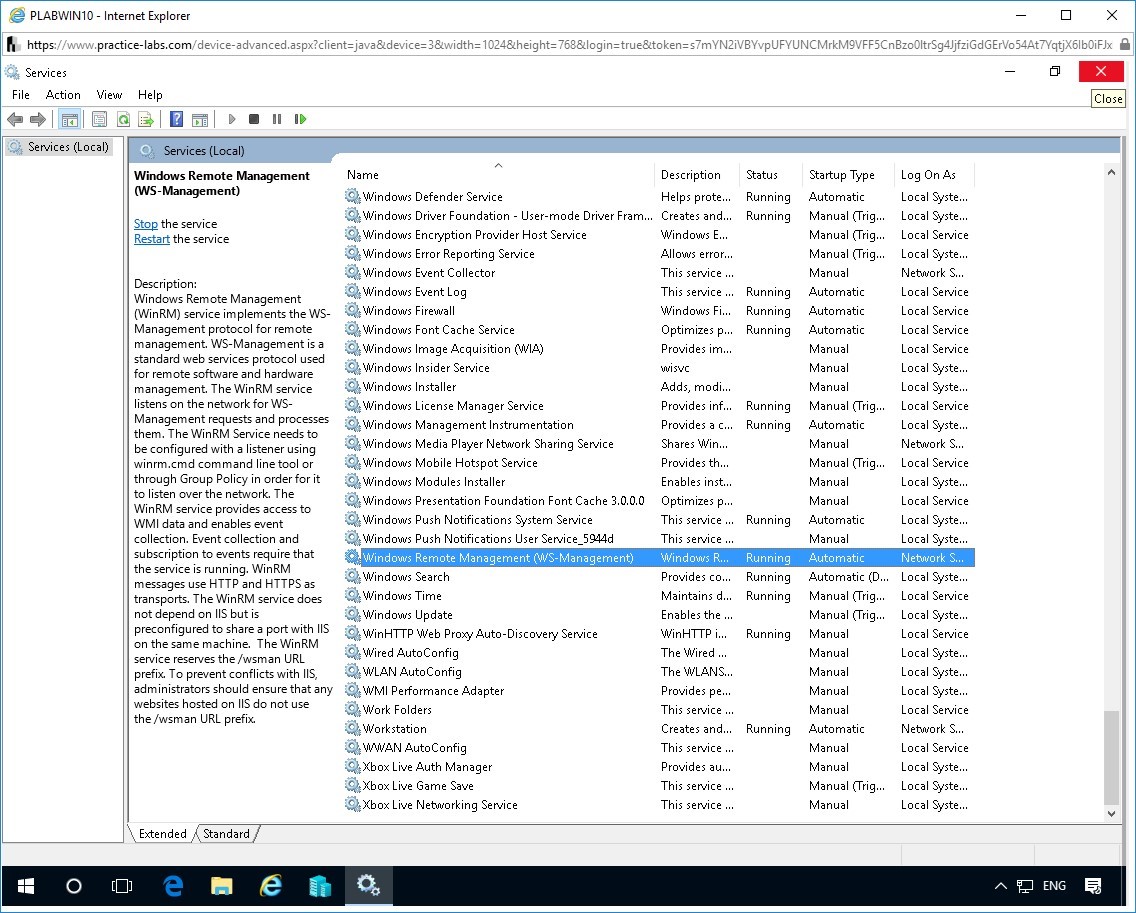 PLABWIN10 - Internet Explorer
https://www.practice-labs.com/device-advanced.aspx?client=java&device=3&width=1024&height=768&login=true&token=
Services
File Action View Help
Close
Services (Local)
Services (Local)
Windows Remote Management
(WS-Management)
Stop the service
Restart the service
Description:
Windows Remote Management
(WinRM) service implements the WS-
Management protocol for remote
management. WS-Management is a
standard web services protocol used
for remote software and hardware
management. The WinRM service
listens on the network for WS-
Management requests and processes
them. The WinRM Service needs to
be configured with a listener using
winrm.cmd command line tool or
through Group Policy in order for it
to listen over the network. The
WinRM service provides access to
WMI data and enables event
collection. Event collection and
subscription to events require that
the service is running. WinRM
messages use HTTP and HTTPS as
transports. The WinRM service does
not depend on IIS but is
preconfigured to share a port with IIS
on the same machine.  The WinRM
service reserves the /wsman URL
prefix. To prevent conflicts with IIS,
administrators should ensure that any
websites hosted on IIS do not use
the /wsman URL prefix.
Name Description Status Startup Type Log On As
Windows Defender Service Helps prote... Running Automatic Local Syste...
Windows Driver Foundation - User-mode Driver Fram... Creates and... Running Manual (Trig... Local Syste...
Windows Encryption Provider Host Service Windows E... Manual (Trig... Local Service
Windows Error Reporting Service Allows error... Manual (Trig... Local Syste...
Windows Event Collector This service ... Manual Network S...
Windows Event Log This service ... Running Automatic Local Service
Windows Firewall Windows Fi... Running Automatic Local Service
Windows Font Cache Service Optimizes p... Running Automatic Local Service
Windows Image Acquisition (WIA) Provides im... Manual Local Service
Windows Insider Service wisvc Manual Local Syste...
Windows Installer Adds, modi... Manual Local Syste...
Windows License Manager Service Provides inf... Running Manual (Trig... Local Service
Windows Management Instrumentation Provides a c... Running Automatic Local Syste...
Windows Media Player Network Sharing Service Shares Win... Manual Network S...
Windows Mobile Hotspot Service Provides th... Manual (Trig... Local Service
Windows Modules Installer Enables inst... Manual Local Syste...
Windows Presentation Foundation Font Cache 3.0.0.0 Optimizes p... Manual Local Service
Windows Push Notifications System Service This service ... Running Automatic Local Syste...
Windows Push Notifications User Service_5944d This service ... Manual Local Syste...
Windows Remote Management (WS-Management) Windows R... Running Automatic Network S...
Windows Search Provides co... Running Automatic (D... Local Syste...
Windows Time Maintains d... Running Manual (Trig... Local Service
Windows Update Enables the ... Manual (Trig... Local Syste...
WinHTTP Web Proxy Auto-Discovery Service WinHTTP i... Running Manual Local Service
Wired AutoConfig The Wired ... Manual Local Syste...
WLAN AutoConfig The WLANS... Manual Local Syste...
WMI Performance Adapter Provides pe... Manual Local Syste...
Work Folders This service ... Manual Local Service
Workstation Creates and... Running Automatic Network S...
WWAN AutoConfig This service ... Manual Local Service
Xbox Live Auth Manager Provides au... Manual Local Syste...
Xbox Live Game Save This service ... Manual (Trig... Local Syste...
Xbox Live Networking Service This service ... Manual Local Syste...
Extended Standard
ENG